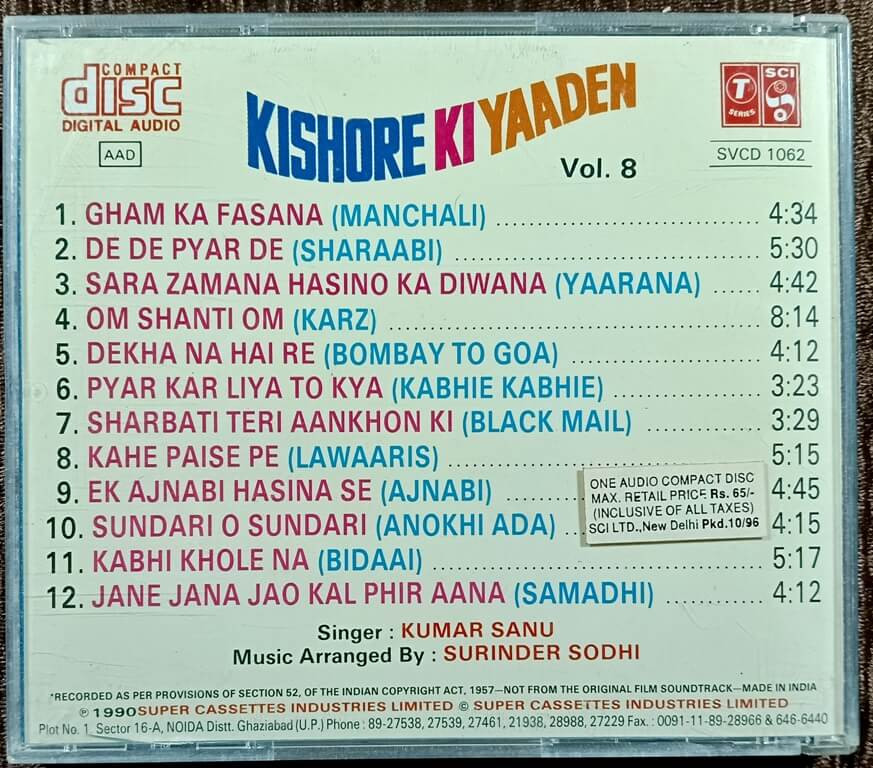 COMPACT
disc
DIGITAL AUDIO
AAD
KISHORE KI YAADEN
Vol. 8
T
SERIES
SCI
SVCD 1062
1. GHAM KA FASANA (MANCHALI) ........................... 4:34
2. DE DE PYAR DE (SHARAABI) ............................... 5:30
3. SARA ZAMANA HASINO KA DIWANA (YAARANA) ...... 4:42
4. OM SHANTI OM (KARZ) ..................................... 8:14
5. DEKHA NA HAI RE (BOMBAY TO GOA) .................. 4:12
6. PYAR KAR LIYA TO KYA (KABHIE KABHIE) .............. 3:23
7. SHARBATI TERI AANKHON KI (BLACK MAIL) ............ 3:29
8. KAHE PAISE PE (LAWAARIS) ............................... 5:15
9. EK AJNABI HASINA SE (AJNABI) ........ 4:45
10. SUNDARI O SUNDARI (ANOKHI ADA) ... 4:15
11. KABHI KHOLE NA (BIDAAI) ................................ 5:17
12. JANE JANA JAO KAL PHIR AANA (SAMADHI) .......... 4:12
ONE AUDIO COMPACT DISC
MAX. RETAIL PRICE Rs. 65/-
(INCLUSIVE OF ALL TAXES)
SCI LTD.,New Delhi Pkd.10/96
Singer : KUMAR SANU
Music Arranged By : SURINDER SODHI
*RECORDED AS PER PROVISIONS OF SECTION 52, OF THE INDIAN COPYRIGHT ACT, 1957—NOT FROM THE ORIGINAL FILM SOUNDTRACK—MADE IN INDIA
℗ 1990 SUPER CASSETTES INDUSTRIES LIMITED © SUPER CASSETTES INDUSTRIES LIMITED
Plot No. 1, Sector 16-A, NOIDA Distt. Ghaziabad (U.P.) Phone : 89-27538, 27539, 27461, 21938, 28988, 27229 Fax. : 0091-11-89-28966 & 646-6440